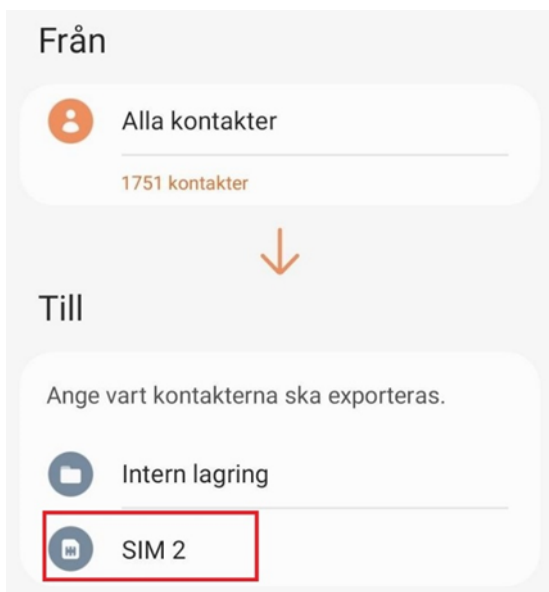 Från
Alla kontakter
1751 kontakter
Till
Ange vart kontakterna ska exporteras.
Intern lagring
SIM 2